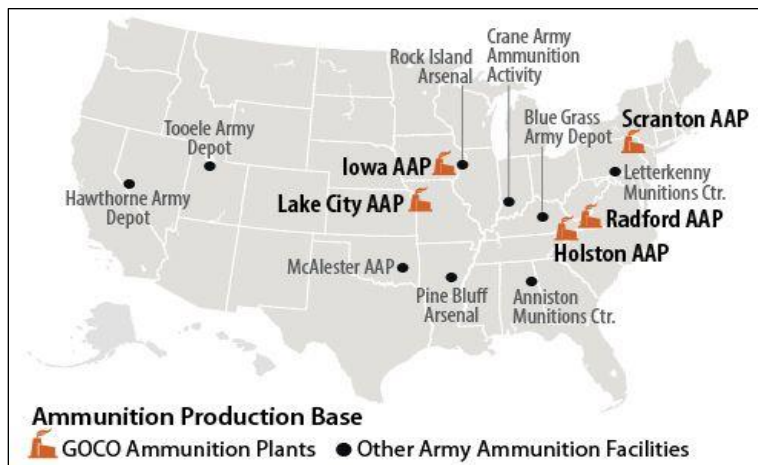 Crane Army
Ammunition
Activity
Rock Island
Arsenal
Blue Grass
Army Depot
Scranton AAP
Tooele Army
Depot
Iowa AAP
Letterkenny
Munitions Ctr.
Hawthorne Army
Depot
Lake City AAP
Radford AAP
Holston AAP
McAlester AAP
Pine Bluff
Arsenal
Anniston
Munitions Ctr.
Ammunition Production Base
GOCO Ammunition Plants
Other Army Ammunition Facilities